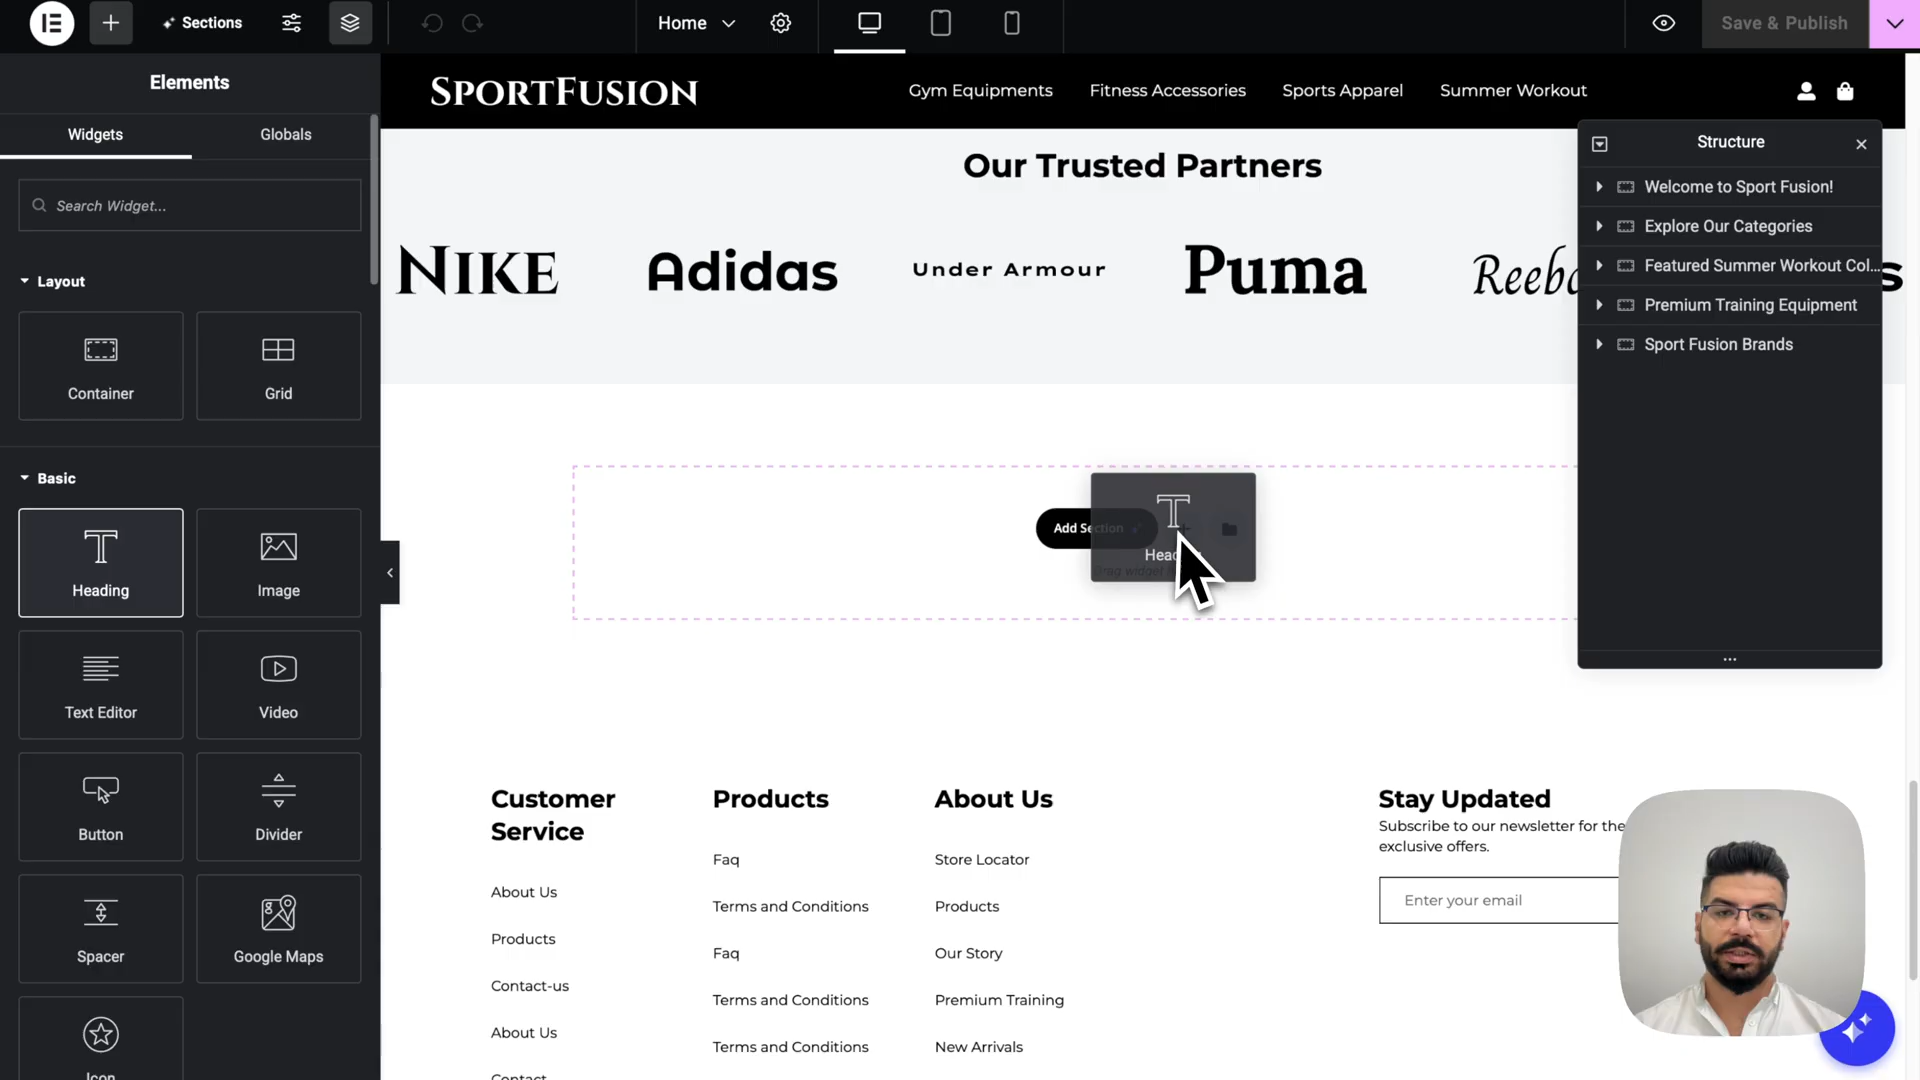 Sections
Home
Save & Publish
Elements
Widgets
Globals
Search Widget...
Layout
Container
Grid
Basic
Heading
Image
Text Editor
Video
Button
Divider
Spacer
Google Maps
Icon
SPORTFUSION
Gym Equipments
Fitness Accessories
Sports Apparel
Summer Workout
Our Trusted Partners
NIKE
Adidas
Under Armour
Puma
Structure
Welcome to Sport Fusion!
Explore Our Categories
Featured Summer Workout Col...
Premium Training Equipment
Sport Fusion Brands
Add Section
Drag widget
Customer
Service
About Us
Products
Contact-us
About Us
Contact
Products
Faq
Terms and Conditions
Faq
Terms and Conditions
Terms and Conditions
About Us
Store Locator
Products
Our Story
Premium Training
New Arrivals
Stay Updated
Subscribe to our newsletter for the
exclusive offers.
Enter your email